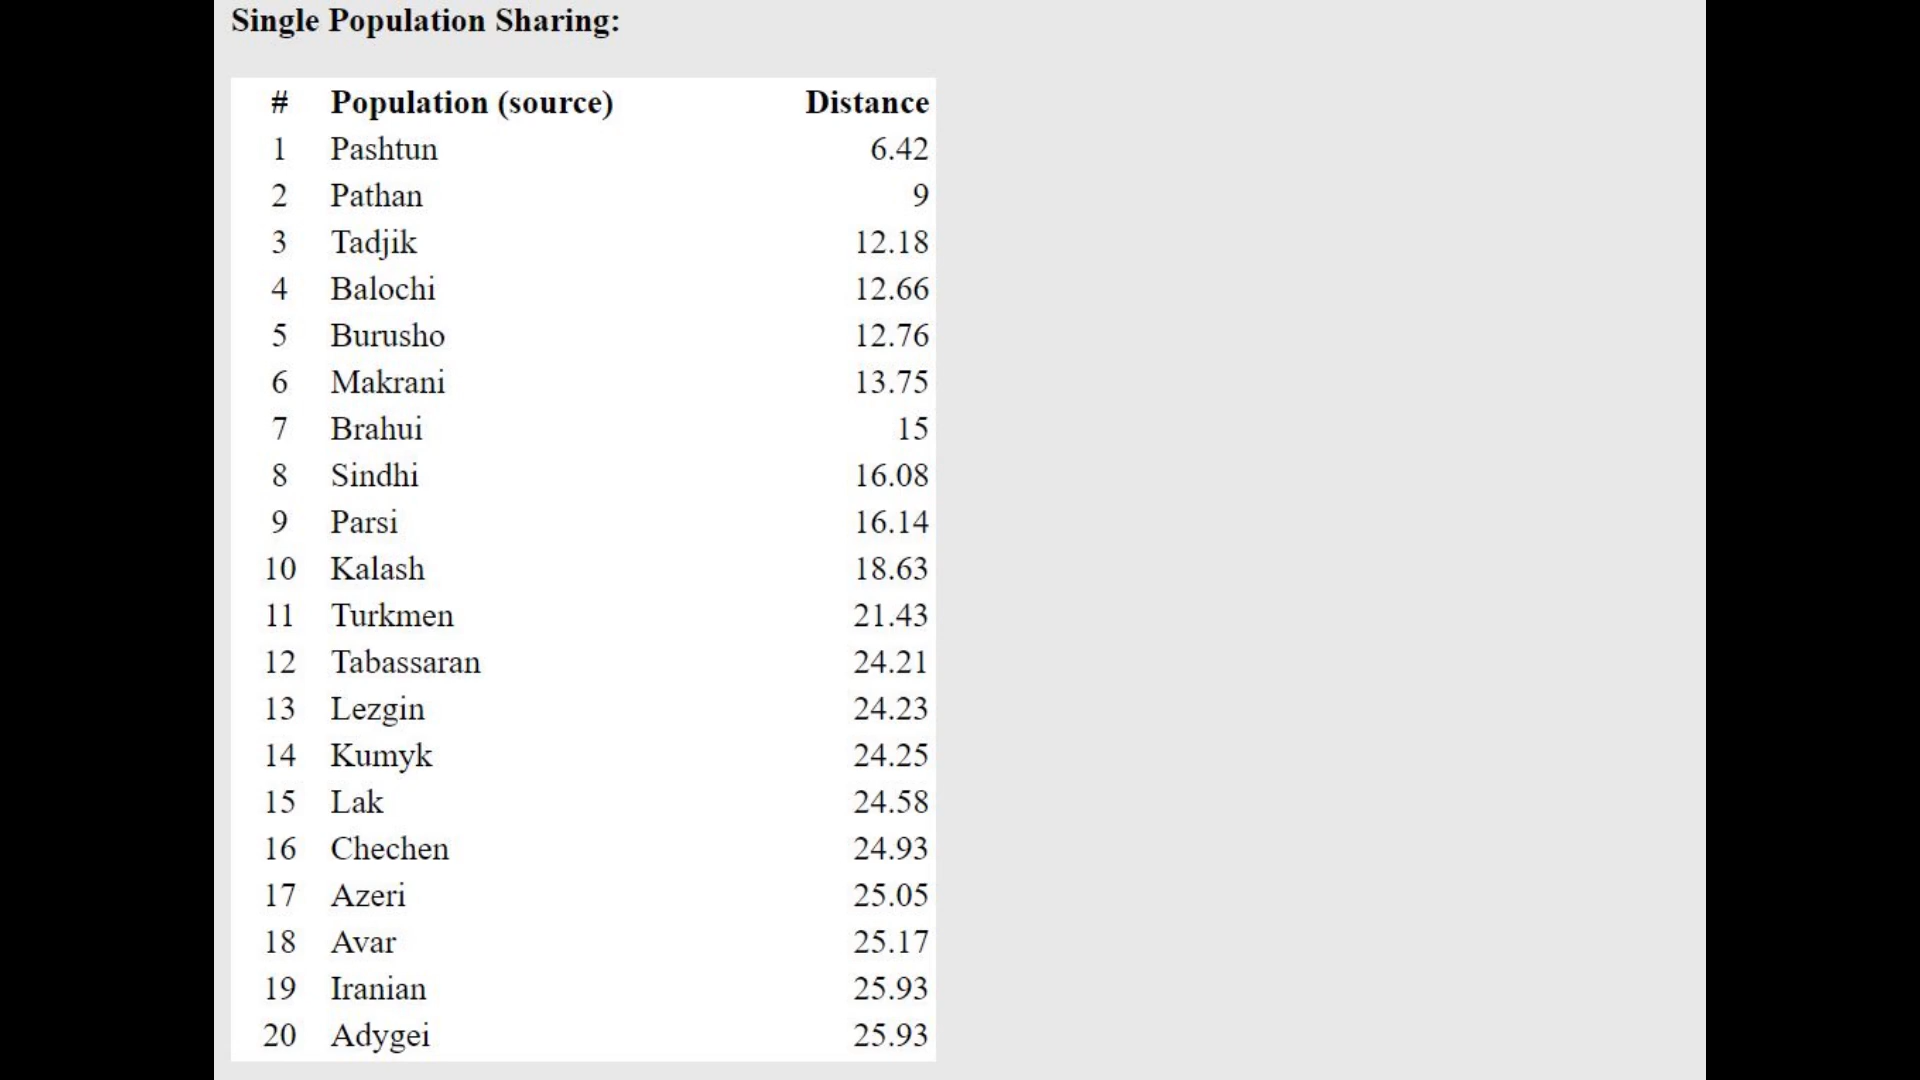 Single Population Sharing:
# Population (source) Distance
1 Pashtun 6.42
2 Pathan 9
3 Tadjik 12.18
4 Balochi 12.66
5 Burusho 12.76
6 Makrani 13.75
7 Brahui 15
8 Sindhi 16.08
9 Parsi 16.14
10 Kalash 18.63
11 Turkmen 21.43
12 Tabassaran 24.21
13 Lezgin 24.23
14 Kumyk 24.25
15 Lak 24.58
16 Chechen 24.93
17 Azeri 25.05
18 Avar 25.17
19 Iranian 25.93
20 Adygei 25.93